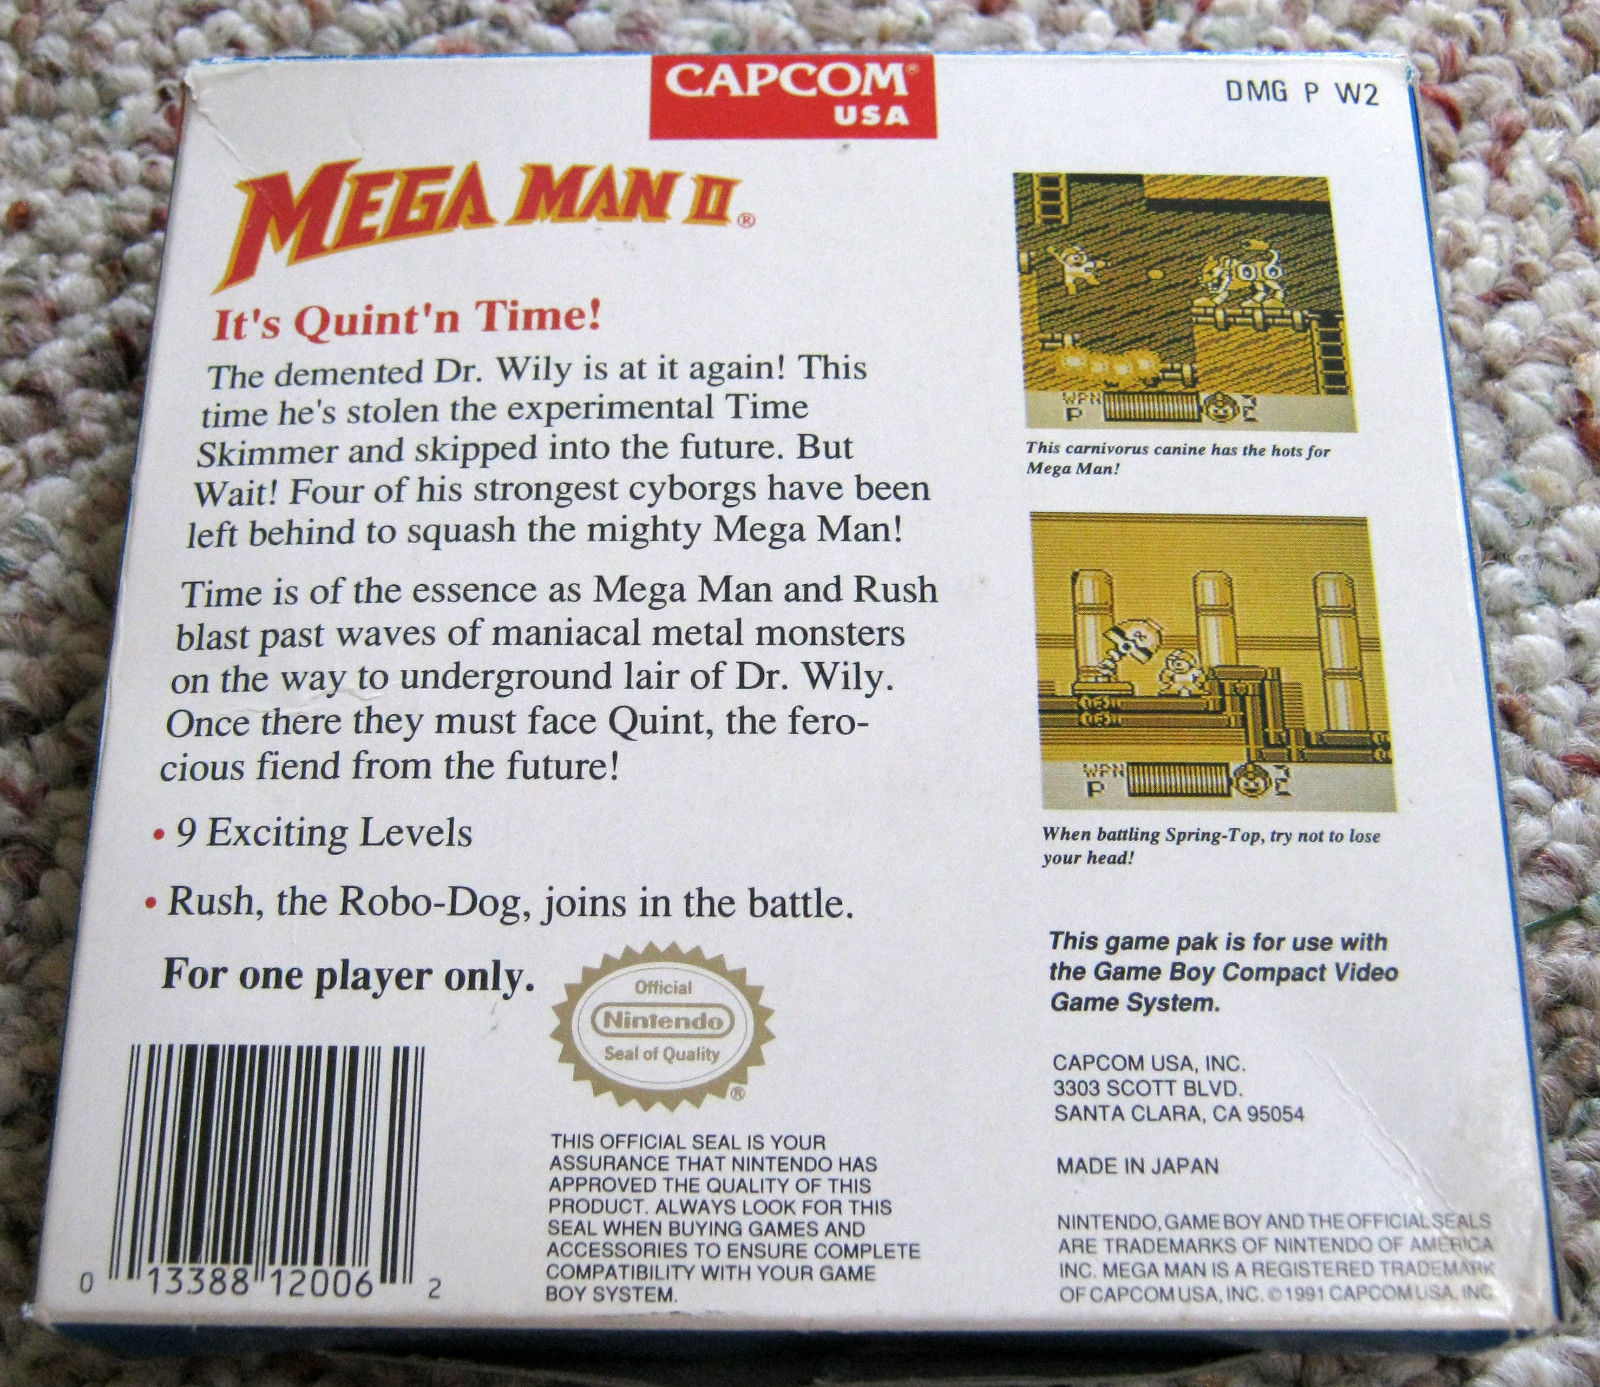 CAPCOM®
USA
DMG P W2
MEGA MAN II®
It's Quint'n Time!
The demented Dr. Wily is at it again! This
time he's stolen the experimental Time
Skimmer and skipped into the future. But
Wait! Four of his strongest cyborgs have been
left behind to squash the mighty Mega Man!
Time is of the essence as Mega Man and Rush
blast past waves of maniacal metal monsters
on the way to underground lair of Dr. Wily.
Once there they must face Quint, the fero-
cious fiend from the future!
• 9 Exciting Levels
• Rush, the Robo-Dog, joins in the battle.
For one player only.
Official
Nintendo
Seal of Quality
®
THIS OFFICIAL SEAL IS YOUR
ASSURANCE THAT NINTENDO HAS
APPROVED THE QUALITY OF THIS
PRODUCT. ALWAYS LOOK FOR THIS
SEAL WHEN BUYING GAMES AND
ACCESSORIES TO ENSURE COMPLETE
COMPATIBILITY WITH YOUR GAME
BOY SYSTEM.
0 13388 12006 2
WPN
P
This carnivorus canine has the hots for
Mega Man!
WPN
P
When battling Spring-Top, try not to lose
your head!
This game pak is for use with
the Game Boy Compact Video
Game System.
CAPCOM USA, INC.
3303 SCOTT BLVD.
SANTA CLARA, CA 95054
MADE IN JAPAN
NINTENDO, GAME BOY AND THE OFFICIAL SEALS
ARE TRADEMARKS OF NINTENDO OF AMERICA
INC. MEGA MAN IS A REGISTERED TRADEMARK
OF CAPCOM USA, INC. © 1991 CAPCOM USA, INC.